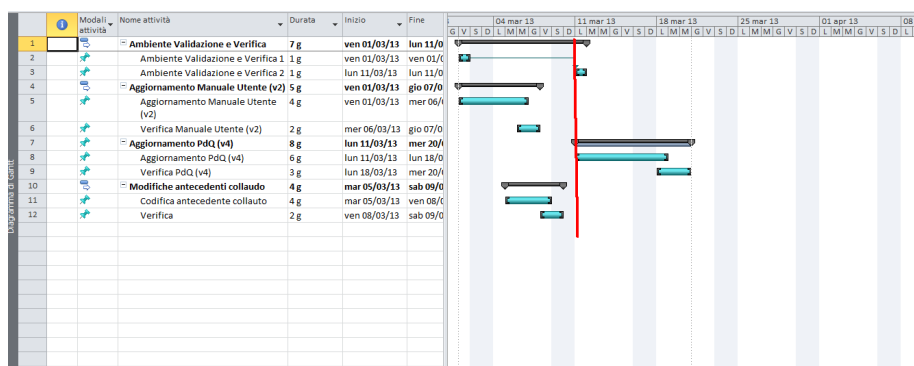 Modali attività Nome attività Durata Inizio Fine
04 mar 13 11 mar 13 18 mar 13 25 mar 13 01 apr 13 08
G V S D L M M G V S D L M M G V S D L M M G V S D L M M G V S D L M M G V S D L
1 Ambiente Validazione e Verifica 7 g ven 01/03/13 lun 11/0
2 Ambiente Validazione e Verifica 1 1 g ven 01/03/13 ven 01/0
3 Ambiente Validazione e Verifica 2 1 g lun 11/03/13 lun 11/0
4 Aggiornamento Manuale Utente (v2) 5 g ven 01/03/13 gio 07/0
5 Aggiornamento Manuale Utente (v2) 4 g ven 01/03/13 mer 06/
6 Verifica Manuale Utente (v2) 2 g mer 06/03/13 gio 07/0
7 Aggiornamento PdQ (v4) 8 g lun 11/03/13 mer 20/
8 Aggiornamento PdQ (v4) 6 g lun 11/03/13 lun 18/0
9 Verifica PdQ (v4) 3 g lun 18/03/13 mer 20/
10 Modifiche antecedenti collaudo 4 g mar 05/03/13 sab 09/0
11 Codifica antecedente collauto 4 g mar 05/03/13 ven 08/0
12 Verifica 2 g ven 08/03/13 sab 09/0
Diagramma di Gantt